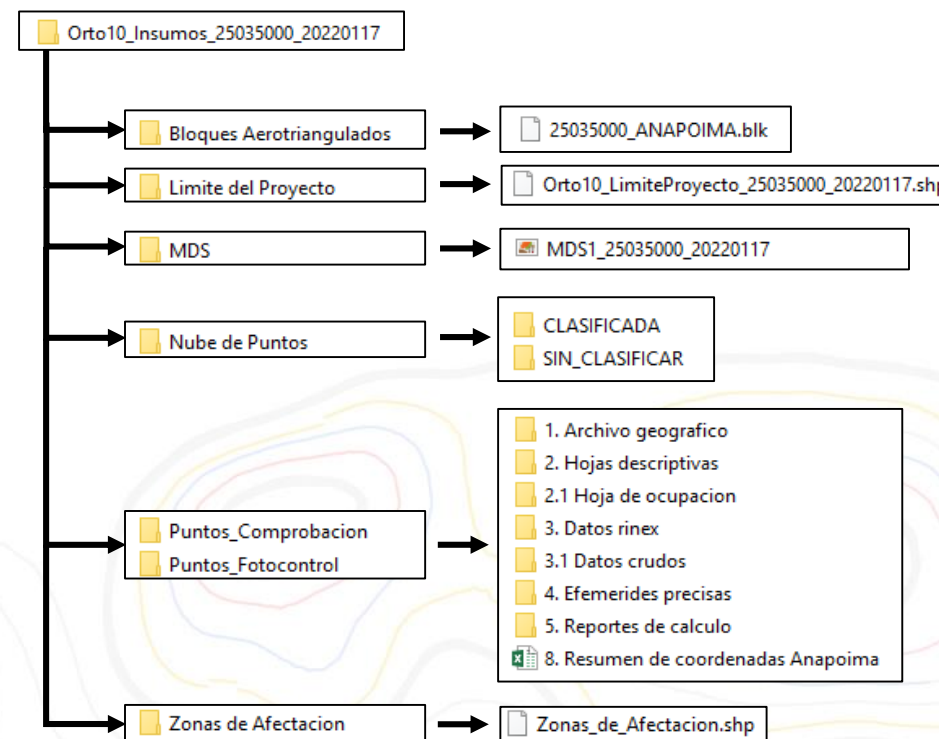 Orto10_Insumos_25035000_20220117
Bloques Aerotriangulados
25035000_ANAPOIMA.blk
Limite del Proyecto
Orto10_LimiteProyecto_25035000_20220117.shp
MDS
MDS1_25035000_20220117
Nube de Puntos
CLASIFICADA
SIN_CLASIFICAR
Puntos_Comprobacion
Puntos_Fotocontrol
1. Archivo geografico
2. Hojas descriptivas
2.1 Hoja de ocupacion
3. Datos rinex
3.1 Datos crudos
4. Efemerides precisas
5. Reportes de calculo
8. Resumen de coordenadas Anapoima
Zonas de Afectacion
Zonas_de_Afectacion.shp